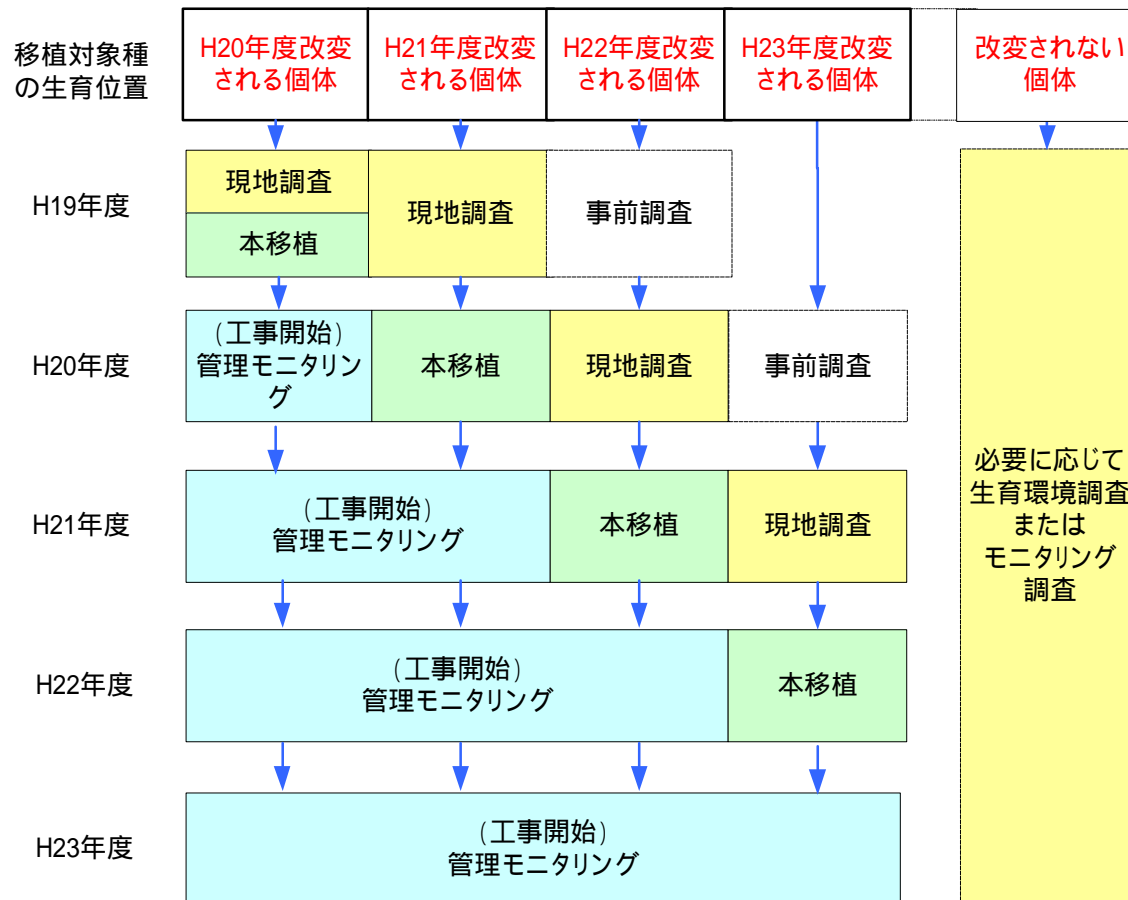 移植対象種
の生育位置
H20年度改変
される個体
H21年度改変
される個体
H22年度改変
される個体
H23年度改変
される個体
改変されない
個体
H19年度
現地調査
本移植
現地調査
事前調査
H20年度
(工事開始)
管理モニタリン
グ
本移植
現地調査
事前調査
H21年度
(工事開始)
管理モニタリング
本移植
現地調査
必要に応じて
生育環境調査
または
モニタリング
調査
H22年度
(工事開始)
管理モニタリング
本移植
H23年度
(工事開始)
管理モニタリング